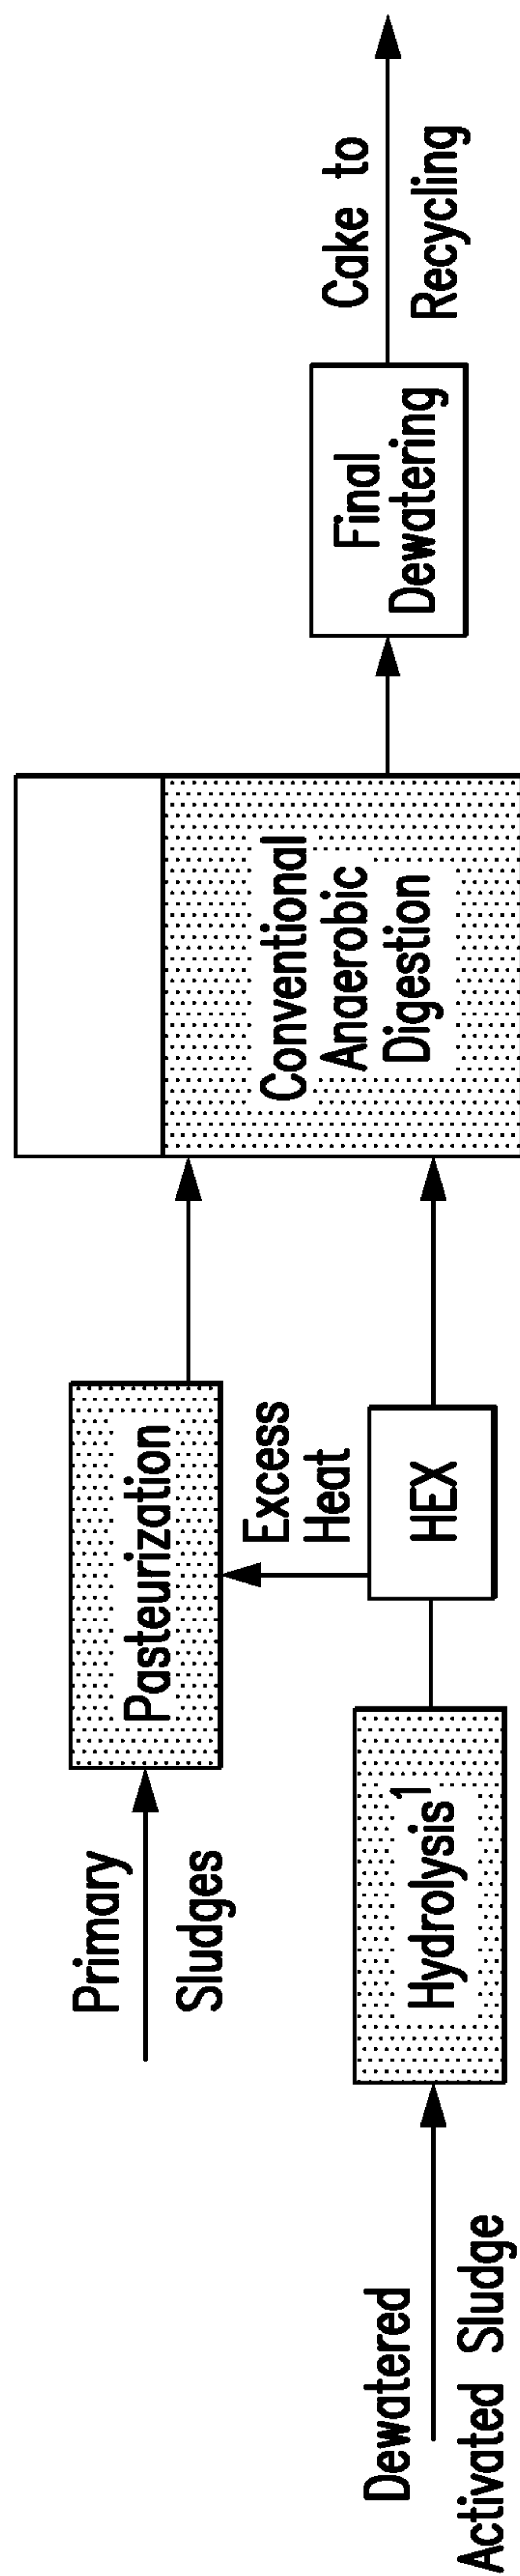 Primary
Sludges
Pasteurization
Excess
Heat
Dewatered
Activated Sludge
Hydrolysis¹
HEX
Conventional
Anaerobic
Digestion
Final
Dewatering
Cake to
Recycling